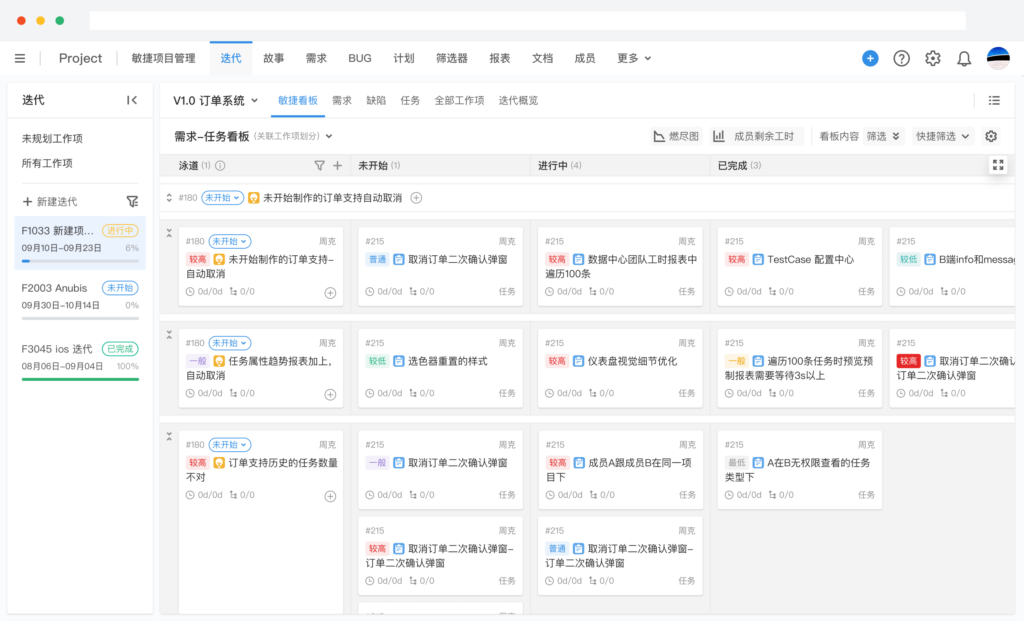 Project 敏捷项目管理 迭代 故事 需求 BUG 计划 筛选器 报表 文档 成员 更多
迭代
未规划工作项
所有工作项
新建迭代
F1033 新建项... 进行中
09月10日-09月23日 6%
F2003 Anubis 未开始
09月30日-10月14日 0%
F3045 ios 迭代 已完成
08月06日-09月04日 100%
V1.0 订单系统 敏捷看板 需求 缺陷 任务 全部工作项 迭代概览
需求-任务看板 (关联工作项划分) 燃尽图 成员剩余工时 看板内容 筛选 快捷筛选
泳道 (1) 未开始 (1) 进行中 (4) 已完成 (3)
#180 未开始 未开始制作的订单支持自动取消
#180 未开始 周克
较高 未开始制作的订单支持-
自动取消
0d/0d 0/0
#215 周克
普通 取消订单二次确认弹窗
0d/0d 0/0 任务
#215 周克
较高 数据中心团队工时报表中
遍历100条
0d/0d 0/0 任务
#215 周克
较高 TestCase 配置中心
0d/0d 0/0 任务
#215
较低 B端info和messag
0d/0d 0/0
#180 未开始 周克
一般 任务属性趋势报表加上,
自动取消
0d/0d 0/0
#215 周克
较低 选色器重置的样式
0d/0d 0/0 任务
#215 周克
较高 仪表盘视觉细节优化
0d/0d 0/0 任务
#215 周克
一般 遍历100条任务时预览预
制报表需要等待3s以上
0d/0d 0/0 任务
#215
较高 取消订单二次确认
订单二次确认弹窗
0d/0d 0/0
#180 未开始 周克
较高 订单支持历史的任务数量
不对
0d/0d 0/0
#215 周克
一般 取消订单二次确认弹窗
0d/0d 0/0 任务
#215 周克
较高 成员A跟成员B在同一项
目下
0d/0d 0/0 任务
#215 周克
最低 A在B无权限查看的任务
类型下
0d/0d 0/0 任务
#215 周克
较高 取消订单二次确认弹窗-
订单二次确认弹窗
0d/0d 0/0 任务
#215 周克
普通 取消订单二次确认弹窗-
订单二次确认弹窗
0d/0d 0/0 任务